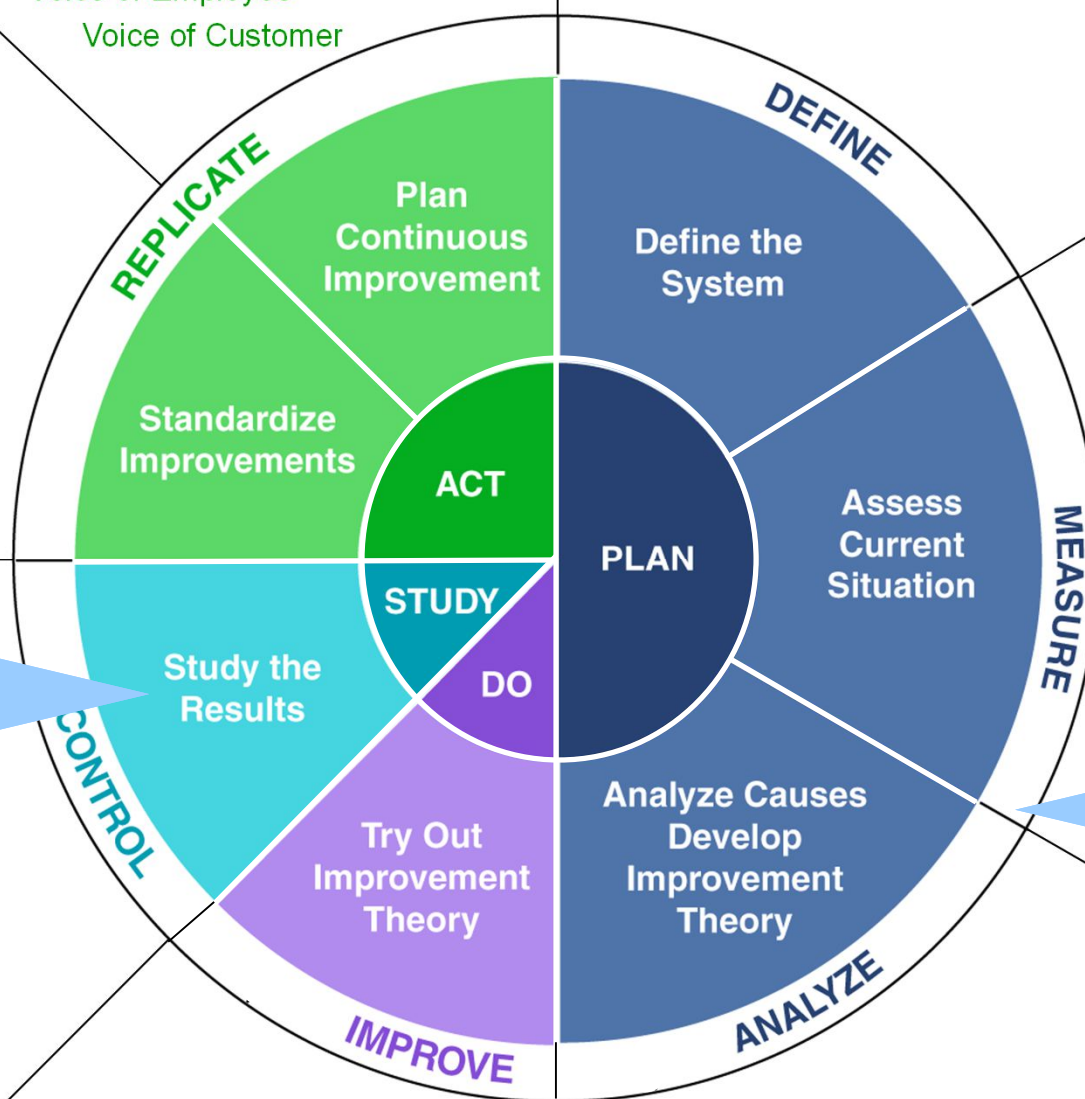 Voice of Customer
DEFINE
REPLICATE
Plan
Continuous
Improvement
Define the
System
Standardize
Improvements
ACT
PLAN
Assess
Current
Situation
MEASURE
STUDY
DO
Study the
Results
CONTROL
Try Out
Improvement
Theory
Analyze Causes
Develop
Improvement
Theory
ANALYZE
IMPROVE